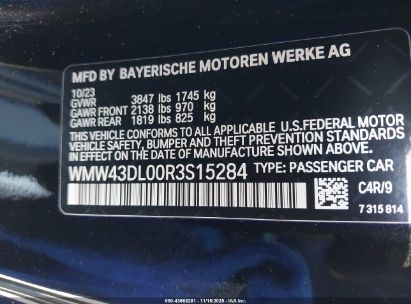 MFD BY BAYERISCHE MOTOREN WERKE AG
10/23
GVWR 3847 lbs 1745 kg
GAWR FRONT 2138 lbs 970 kg
GAWR REAR 1819 lbs 825 kg
THIS VEHICLE CONFORMS TO ALL APPLICABLE U.S. FEDERAL MOTOR
VEHICLE SAFETY, BUMPER, AND THEFT PREVENTION STANDARDS
IN EFFECT ON THE DATE OF MANUFACTURE SHOWN ABOVE.
WMW43DL00R3S15284 TYPE: PASSENGER CAR
C4R/9
7 315 814